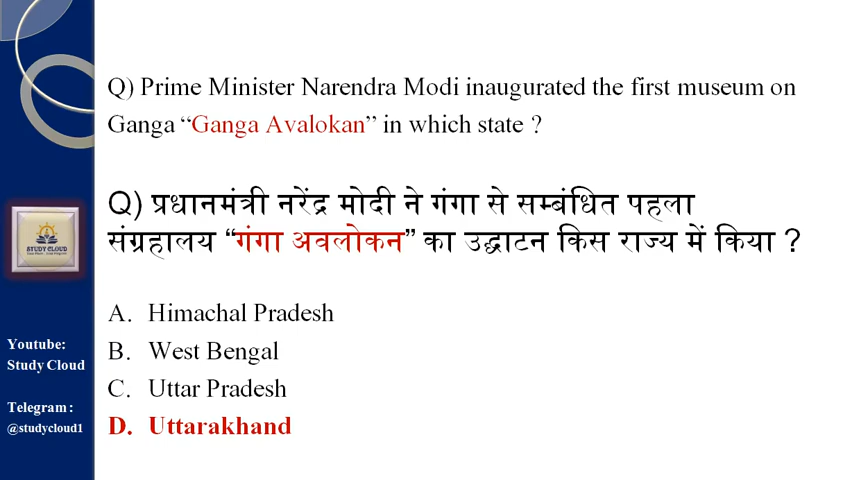 Q) Prime Minister Narendra Modi inaugurated the first museum on
Ganga “Ganga Avalokan” in which state ?
Q) प्रधानमंत्री नरेंद्र मोदी ने गंगा से सम्बंधित पहला
संग्रहालय “गंगा अवलोकन” का उद्घाटन किस राज्य में किया ?
A. Himachal Pradesh
B. West Bengal
C. Uttar Pradesh
D. Uttarakhand
STUDY CLOUD
Youtube:
Study Cloud
Telegram :
@studycloud1